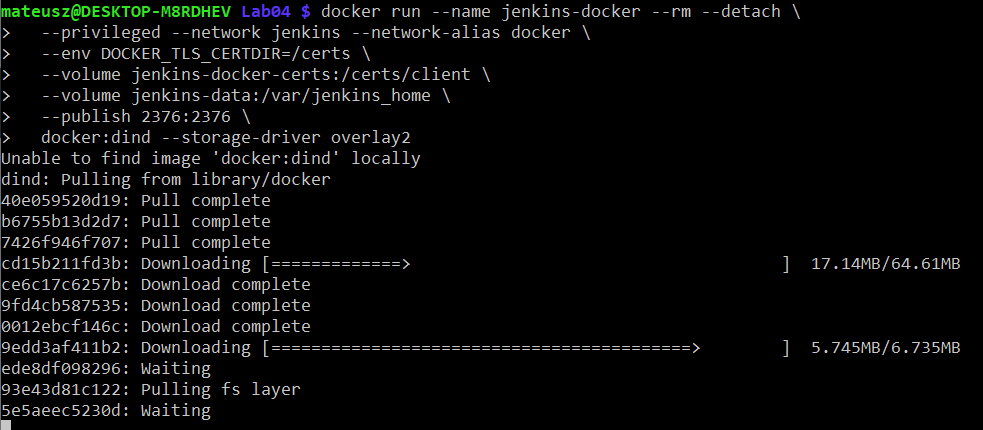 mateusz@DESKTOP-M8RDHEV Lab04 $ docker run --name jenkins-docker --rm --detach \
>   --privileged --network jenkins --network-alias docker \
>   --env DOCKER_TLS_CERTDIR=/certs \
>   --volume jenkins-docker-certs:/certs/client \
>   --volume jenkins-data:/var/jenkins_home \
>   --publish 2376:2376 \
>   docker:dind --storage-driver overlay2
Unable to find image 'docker:dind' locally
dind: Pulling from library/docker
40e059520d19: Pull complete
b6755b13d2d7: Pull complete
7426f946f707: Pull complete
cd15b211fd3b: Downloading [=============>                                     ]  17.14MB/64.61MB
ce6c17c6257b: Download complete
9fd4cb587535: Download complete
0012ebcf146c: Download complete
9edd3af411b2: Downloading [==========================================>        ]  5.745MB/6.735MB
ede8df098296: Waiting
93e43d81c122: Pulling fs layer
5e5aeec5230d: Waiting